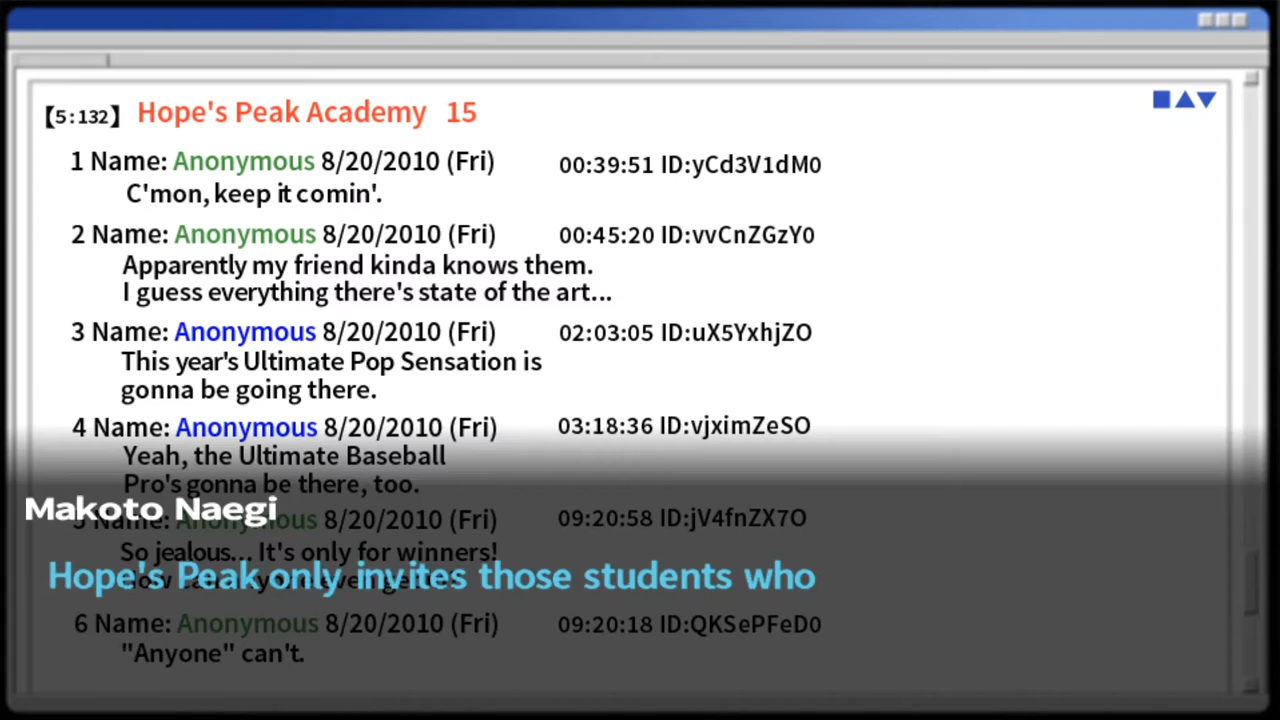 【5:132】 Hope's Peak Academy 15
1 Name: Anonymous 8/20/2010 (Fri) 00:39:51 ID:yCd3V1dM0
C'mon, keep it comin'.
2 Name: Anonymous 8/20/2010 (Fri) 00:45:20 ID:vvCnZGzY0
Apparently my friend kinda knows them.
I guess everything there's state of the art...
3 Name: Anonymous 8/20/2010 (Fri) 02:03:05 ID:uX5YxhjZO
This year's Ultimate Pop Sensation is
gonna be going there.
4 Name: Anonymous 8/20/2010 (Fri) 03:18:36 ID:vjximZeSO
Yeah, the Ultimate Baseball
Pro's gonna be there, too.
Makoto Naegi
5 Name: Anonymous 8/20/2010 (Fri) 09:20:58 ID:jV4fnZX7O
So jealous... It's only for winners!
Hope's Peak only invites those students who
6 Name: Anonymous 8/20/2010 (Fri) 09:20:18 ID:QKSePFeD0
"Anyone" can't.